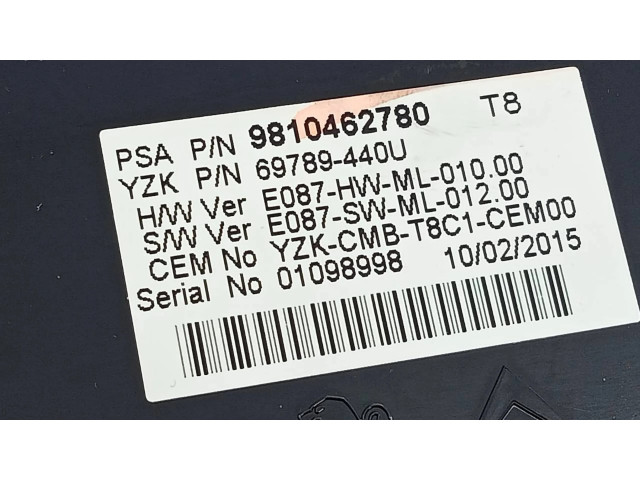 PSA P/N 9810462780 T8
YZK P/N 69789-440U
H/W Ver E087-HW-ML-010.00
S/W Ver E087-SW-ML-012.00
CEM No YZK-CMB-T8C1-CEM00
Serial No 01098998 10/02/2015